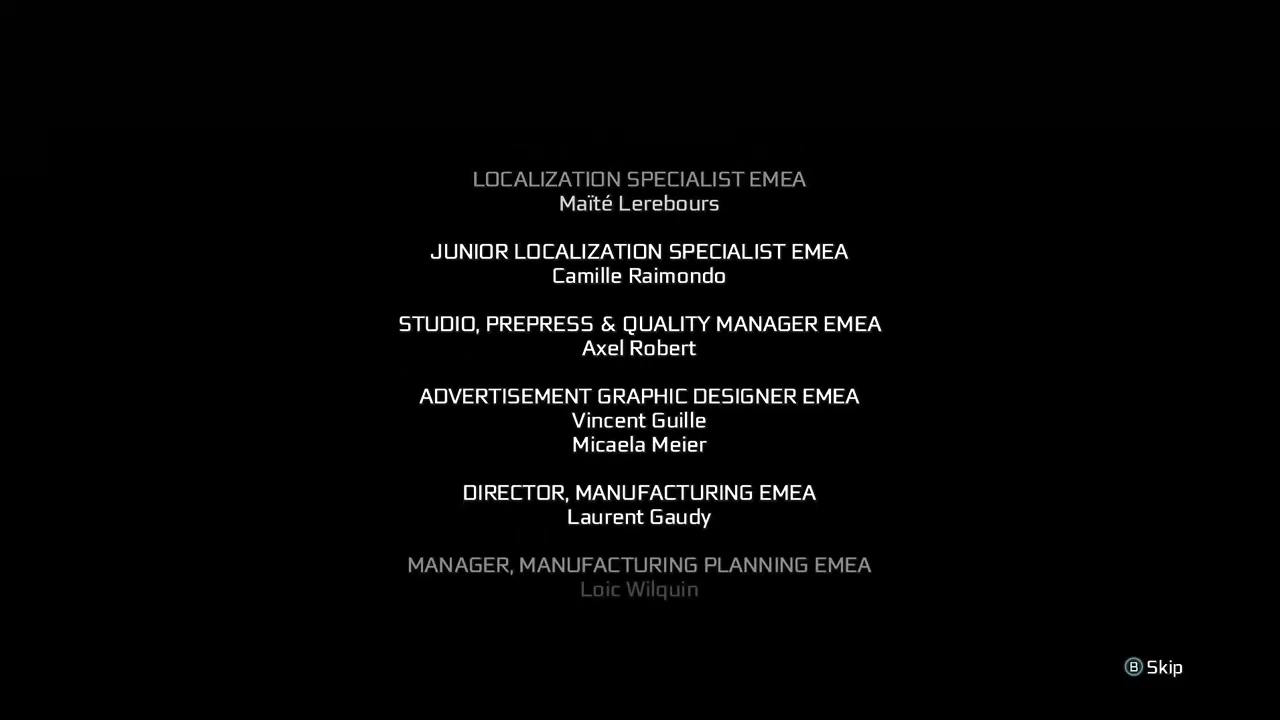 LOCALIZATION SPECIALIST EMEA
Maïté Lerebours
JUNIOR LOCALIZATION SPECIALIST EMEA
Camille Raimondo
STUDIO, PREPRESS & QUALITY MANAGER EMEA
Axel Robert
ADVERTISEMENT GRAPHIC DESIGNER EMEA
Vincent Guille
Micaela Meier
DIRECTOR, MANUFACTURING EMEA
Laurent Gaudy
MANAGER, MANUFACTURING PLANNING EMEA
Loic Wilquin
B Skip